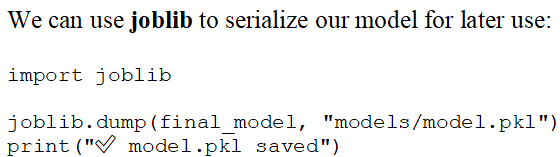 We can use joblib to serialize our model for later use:
import joblib
joblib.dump(final_model, "models/model.pkl")
print("✅ model.pkl saved")